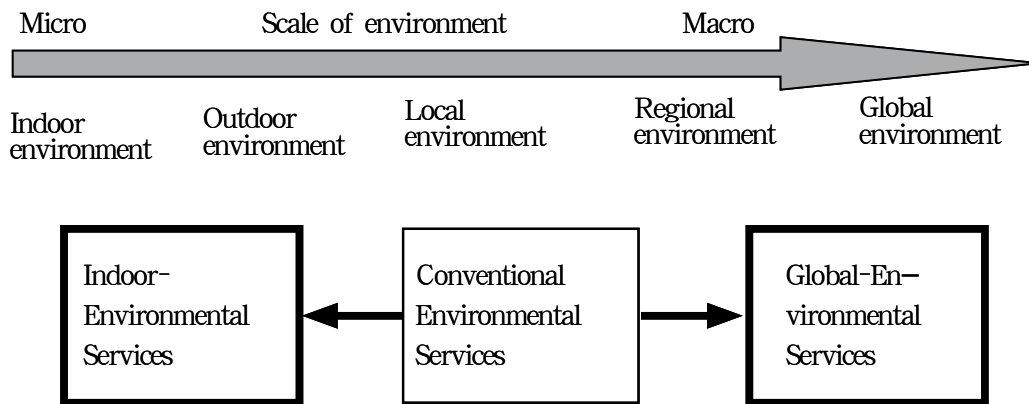 Micro Scale of environment Macro
Indoor
environment
Outdoor
environment
Local
environment
Regional
environment
Global
environment
Indoor-
Environmental
Services
Conventional
Environmental
Services
Global-En-
vironmental
Services